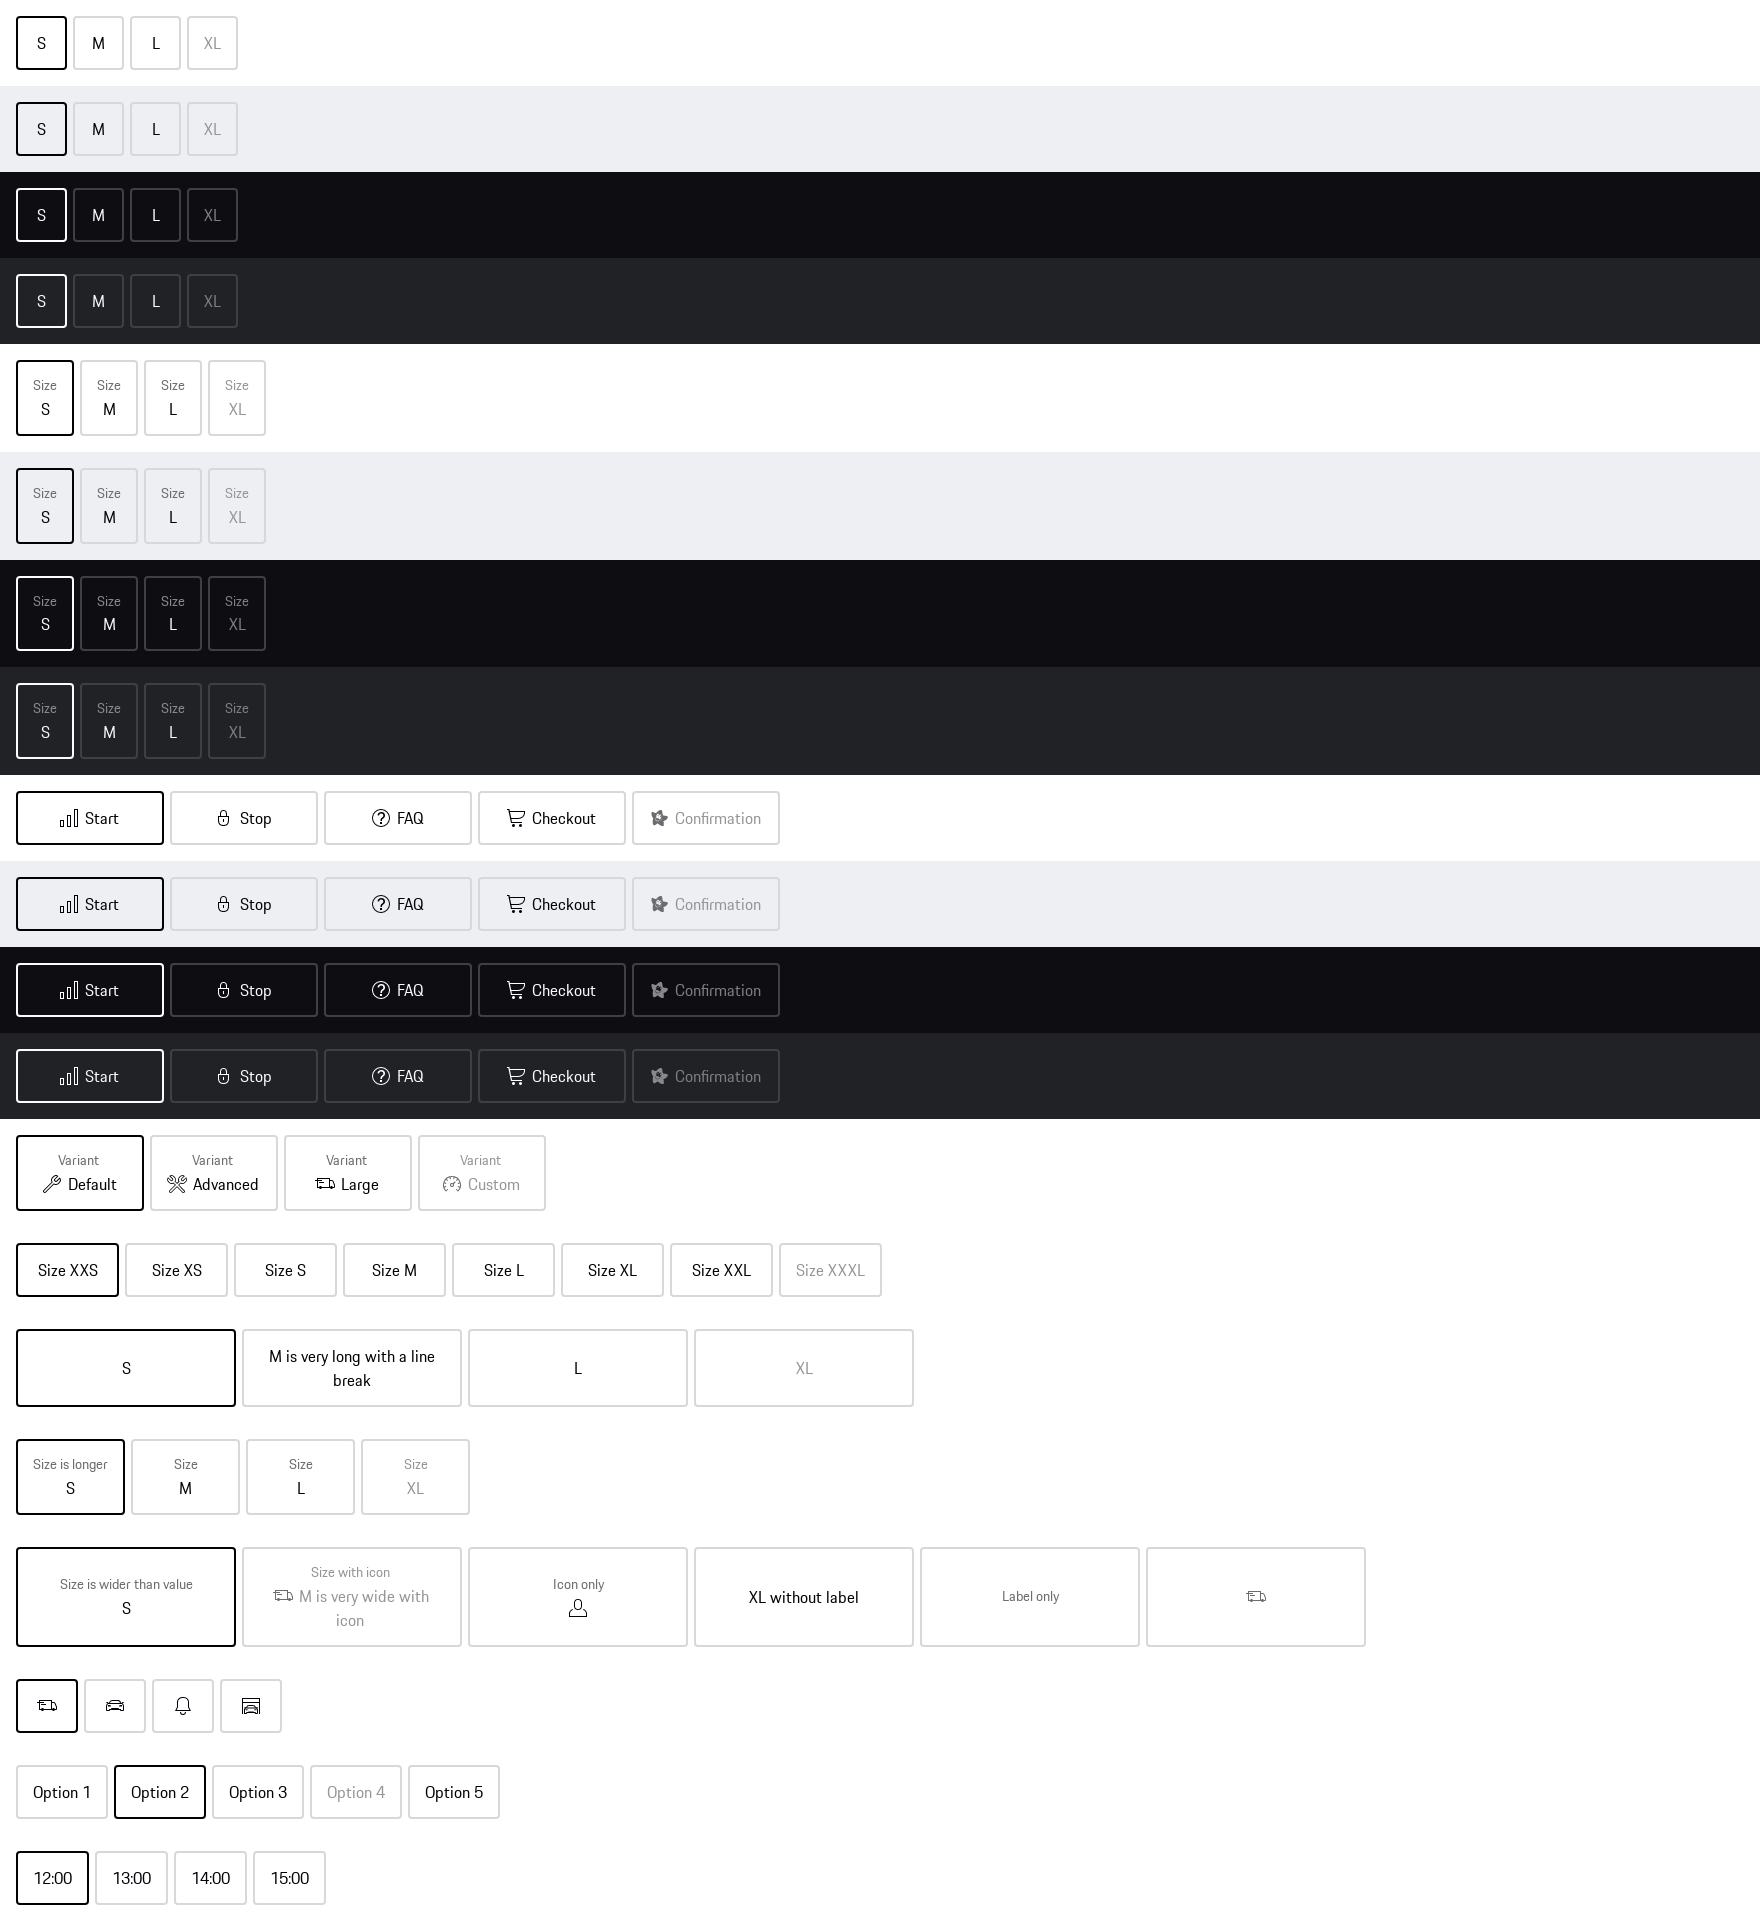 S M L XL
S M L XL
S M L XL
S M L XL
Size Size Size Size
S M L XL
Size Size Size Size
S M L XL
Size Size Size Size
S M L XL
Size Size Size Size
S M L XL
Start Stop FAQ Checkout Confirmation
Start Stop FAQ Checkout Confirmation
Start Stop FAQ Checkout Confirmation
Start Stop FAQ Checkout Confirmation
Variant Variant Variant Variant
Default Advanced Large Custom
Size XXS Size XS Size S Size M Size L Size XL Size XXL Size XXXL
S
M is very long with a line
break
L
XL
Size is longer Size Size Size
S M L XL
Size is wider than value
S
Size with icon
M is very wide with
icon
Icon only
XL without label
Label only
Option 1 Option 2 Option 3 Option 4 Option 5
12:00 13:00 14:00 15:00